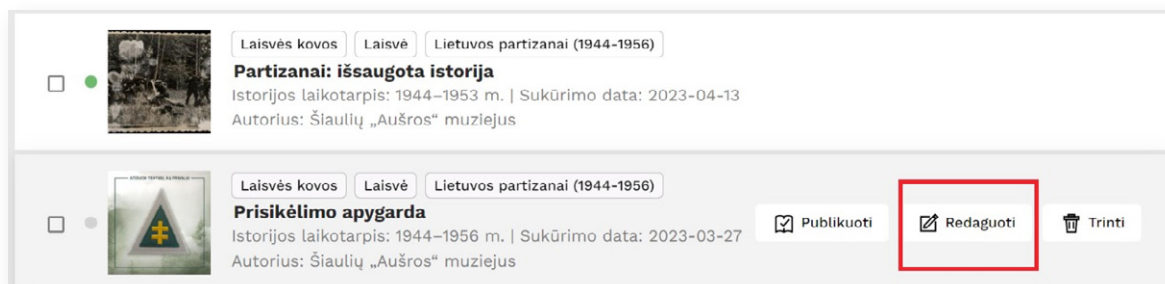 Laisvės kovos Laisvė Lietuvos partizanai (1944-1956)
Partizanai: išsaugota istorija
Istorijos laikotarpis: 1944–1953 m. | Sukūrimo data: 2023-04-13
Autorius: Šiaulių „Aušros“ muziejus
Laisvės kovos Laisvė Lietuvos partizanai (1944-1956)
Prisikėlimo apygarda
Istorijos laikotarpis: 1944–1956 m. | Sukūrimo data: 2023-03-27
Autorius: Šiaulių „Aušros“ muziejus
Publikuoti Redaguoti Trinti